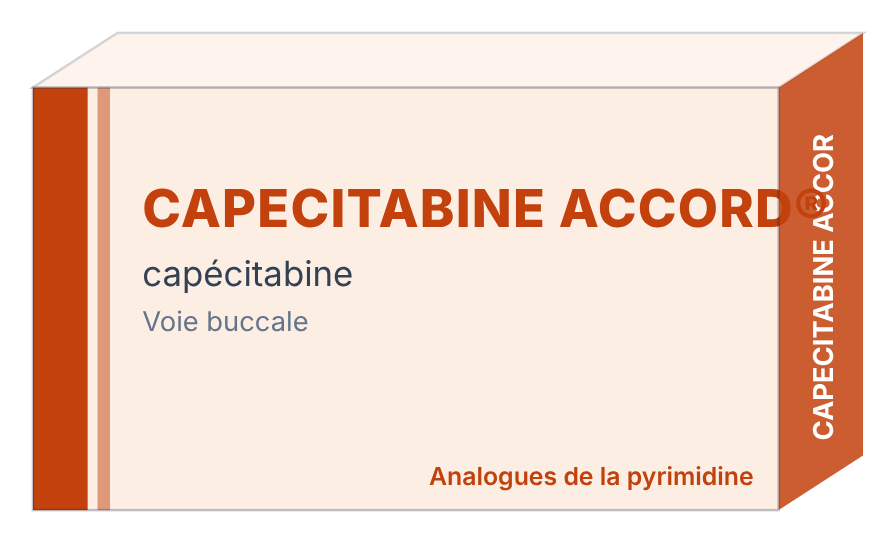 CAPECITABINE ACCORD®
capécitabine
Voie buccale
Analogues de la pyrimidine
CAPECITABINE ACCOR